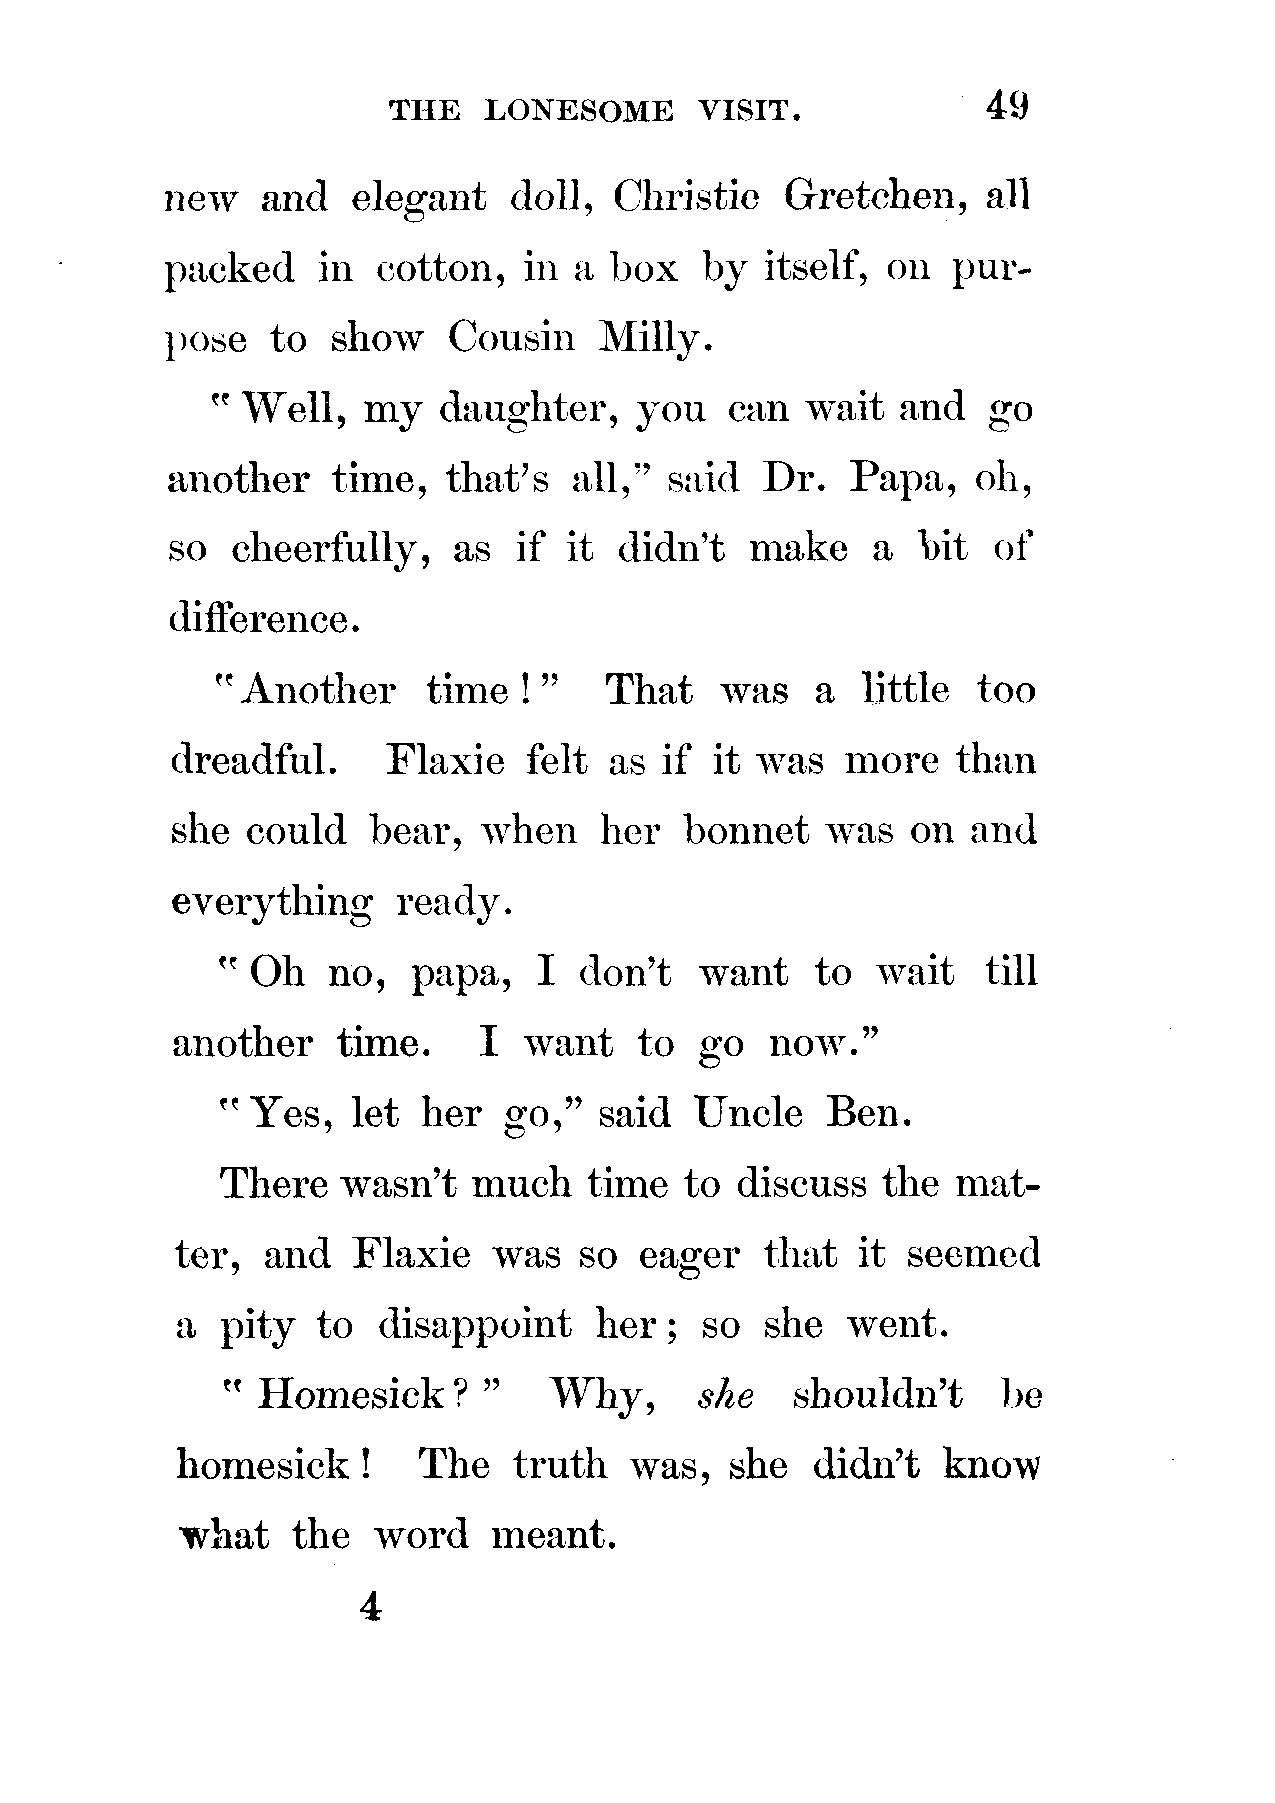 THE LONESOME VISIT. 49
new and elegant doll, Christie Gretchen, all
packed in cotton, in a box by itself, on pur-
pose to show Cousin Milly.
“ Well, my daughter, you can wait and go
another time, that’s all,” said Dr. Papa, oh,
so cheerfully, as if it didn’t make a bit of
difference.
“Another time ! ” That was a little too
dreadful. Flaxie felt as if it was more than
she could bear, when her bonnet was on and
everything ready.
“ Oh no, papa, I don’t want to wait till
another time. I want to go now.”
“ Yes, let her go,” said Uncle Ben.
There wasn’t much time to discuss the mat-
ter, and Flaxie was so eager that it seemed
a pity to disappoint her ; so she went.
“ Homesick ? ” Why, she shouldn’t be
homesick ! The truth was, she didn’t know
what the word meant.
4